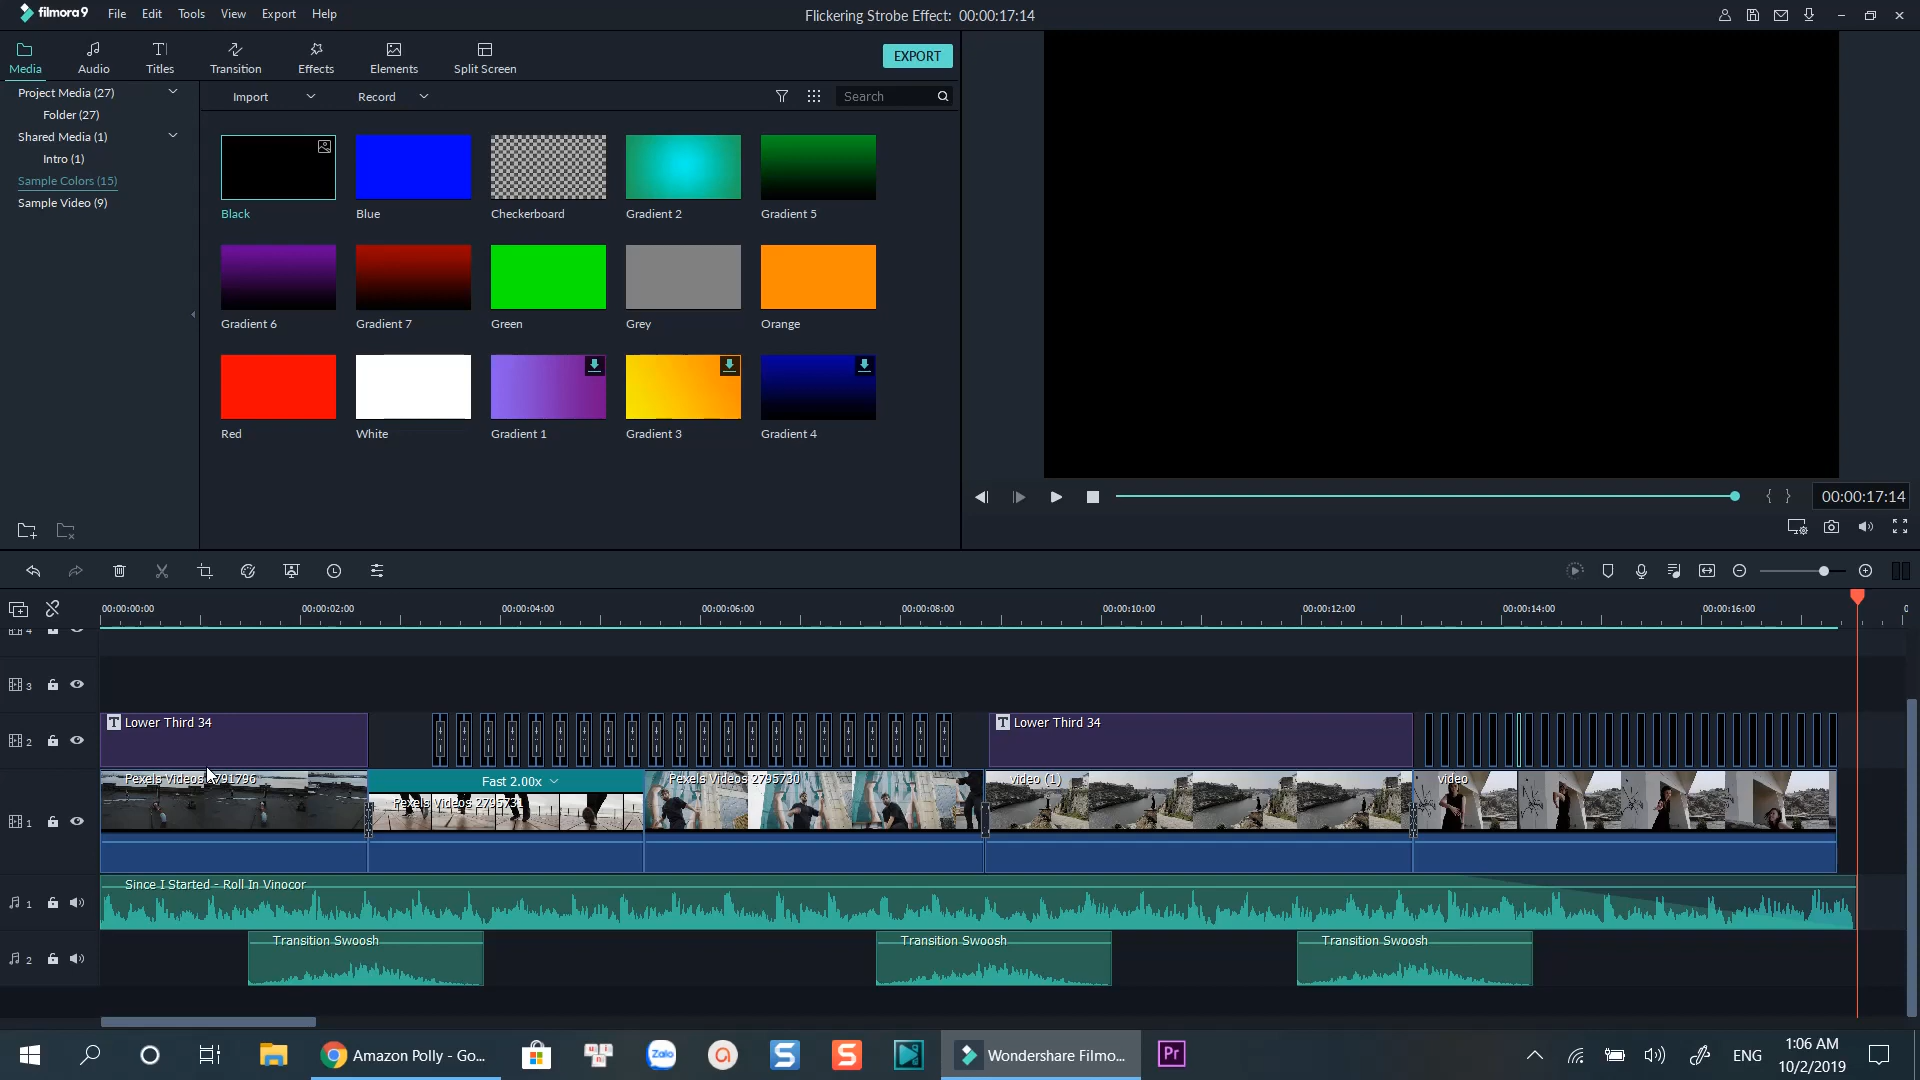 filmora9
File Edit Tools View Export Help
Flickering Strobe Effect: 00:00:17:14
Media Audio Titles Transition Effects Elements Split Screen
EXPORT
Project Media (27)
Folder (27)
Shared Media (1)
Intro (1)
Sample Colors (15)
Sample Video (9)
Import Record Search
Black Blue Checkerboard Gradient 2 Gradient 5
Gradient 6 Gradient 7 Green Grey Orange
Red White Gradient 1 Gradient 3 Gradient 4
00:00:17:14
00:00:00:00 00:00:02:00 00:00:04:00 00:00:06:00 00:00:08:00 00:00:10:00 00:00:12:00 00:00:14:00 00:00:16:00
4
3
2
Lower Third 34
Lower Third 34
1
Pexels Videos 2791796
Fast 2.00x
Pexels Videos 2795731
Pexels Videos 2795730
video (1)
video
1
Since I Started - Roll In Vinocor
2
Transition Swoosh
Transition Swoosh
Transition Swoosh
Amazon Polly - Go...
Zalo
S
S
Wondershare Filmo...
Pr
ENG
1:06 AM
10/2/2019